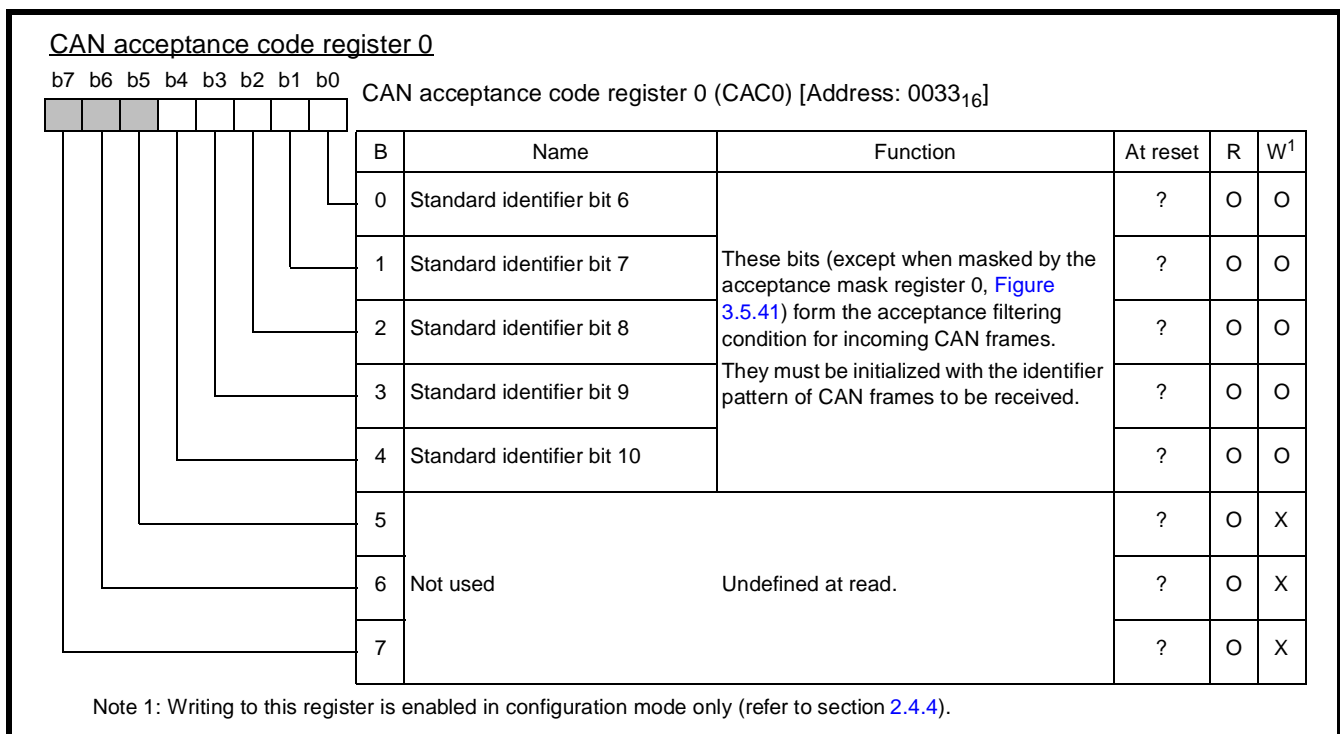 CAN acceptance code register 0
b7 b6 b5 b4 b3 b2 b1 b0
CAN acceptance code register 0 (CAC0) [Address: 0033₁₆]
B Name Function At reset R W¹
0 Standard identifier bit 6 ? O O
1 Standard identifier bit 7 ? O O
2 Standard identifier bit 8 ? O O
3 Standard identifier bit 9 ? O O
4 Standard identifier bit 10 ? O O
These bits (except when masked by the
acceptance mask register 0, Figure
3.5.41) form the acceptance filtering
condition for incoming CAN frames.
They must be initialized with the identifier
pattern of CAN frames to be received.
5 ? O X
6 Not used Undefined at read. ? O X
7 ? O X
Note 1: Writing to this register is enabled in configuration mode only (refer to section 2.4.4).